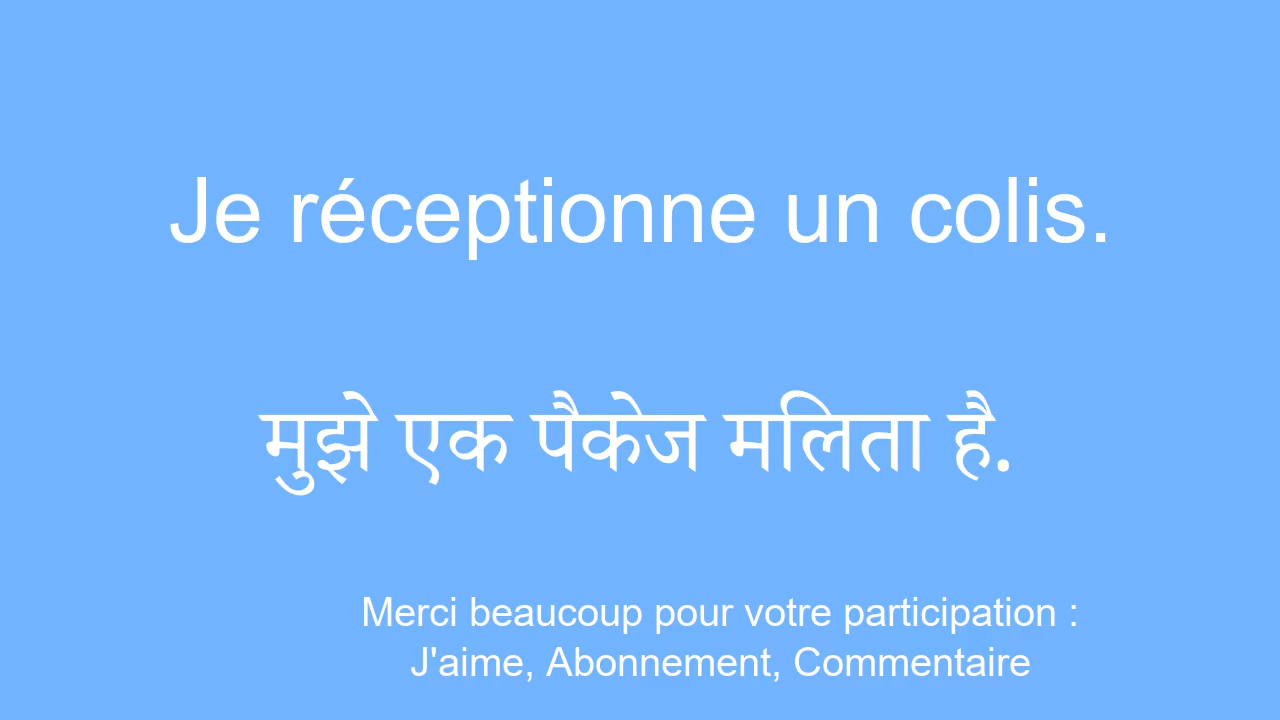 Je réceptionne un colis.
मुझे एक पैकेज मलिता है.
Merci beaucoup pour votre participation :
J'aime, Abonnement, Commentaire